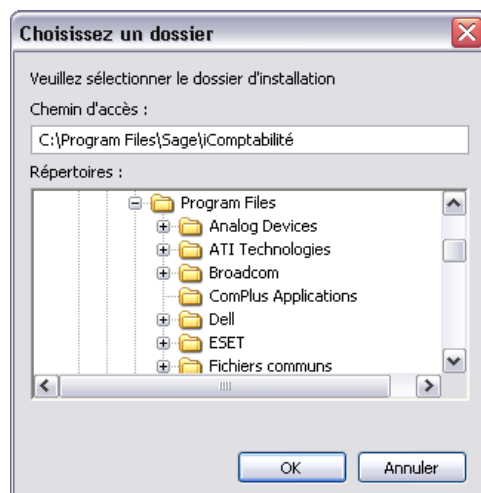 Choisissez un dossier
Veuillez sélectionner le dossier d'installation
Chemin d'accès :
C:\Program Files\Sage\iComptabilité
Répertoires :
Program Files
Analog Devices
ATI Technologies
Broadcom
ComPlus Applications
Dell
ESET
Fichiers communs
OK
Annuler